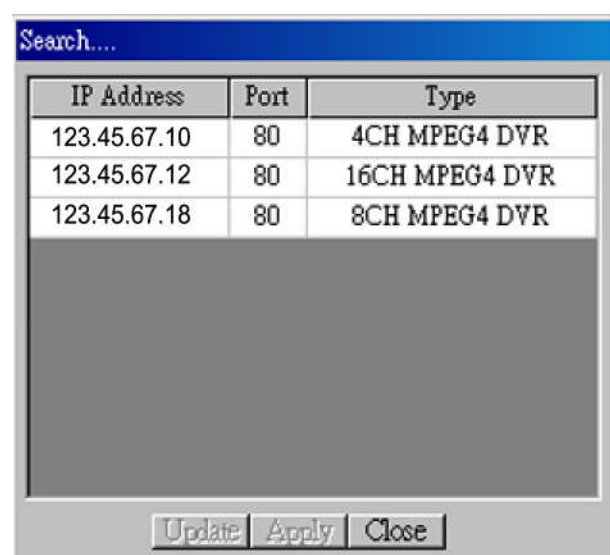 Search....
IP Address Port Type
123.45.67.10 80 4CH MPEG4 DVR
123.45.67.12 80 16CH MPEG4 DVR
123.45.67.18 80 8CH MPEG4 DVR
Update Apply Close